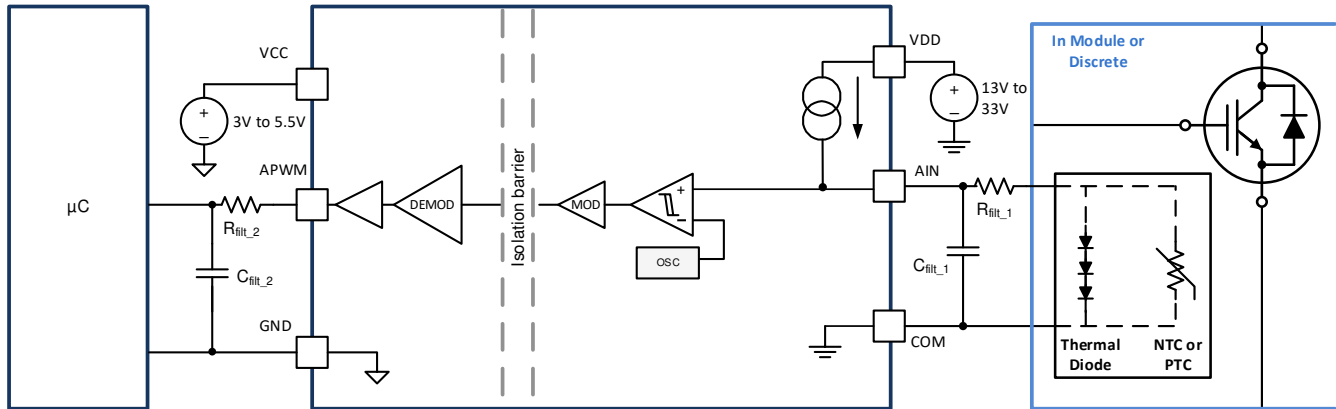 µC
VCC
+
−
3V to 5.5V
APWM
Rfilt_2
Cfilt_2
GND
DEMOD
Isolation barrier
MOD
+
−
OSC
VDD
+
−
13V to
33V
AIN
Rfilt_1
Cfilt_1
COM
In Module or
Discrete
Thermal
Diode
NTC or
PTC